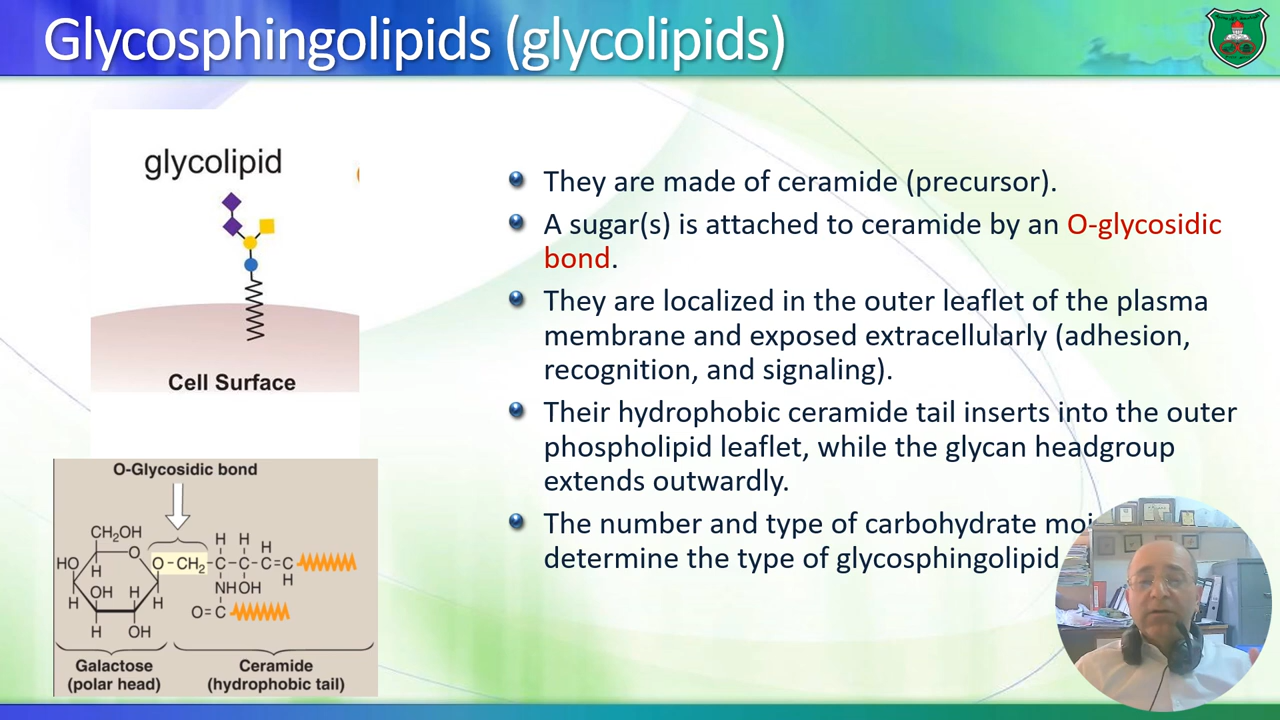 Glycosphingolipids (glycolipids)
glycolipid
Cell Surface
O-Glycosidic bond
CH₂OH
O
HO
H
OH
H
H
H
H
OH
O-CH₂-C-C-C=C
H H H
H
NHOH
O=C
Galactose
(polar head)
Ceramide
(hydrophobic tail)
They are made of ceramide (precursor).
A sugar(s) is attached to ceramide by an O-glycosidic
bond.
They are localized in the outer leaflet of the plasma
membrane and exposed extracellularly (adhesion,
recognition, and signaling).
Their hydrophobic ceramide tail inserts into the outer
phospholipid leaflet, while the glycan headgroup
extends outwardly.
The number and type of carbohydrate
determine the type of glycosphingolipid